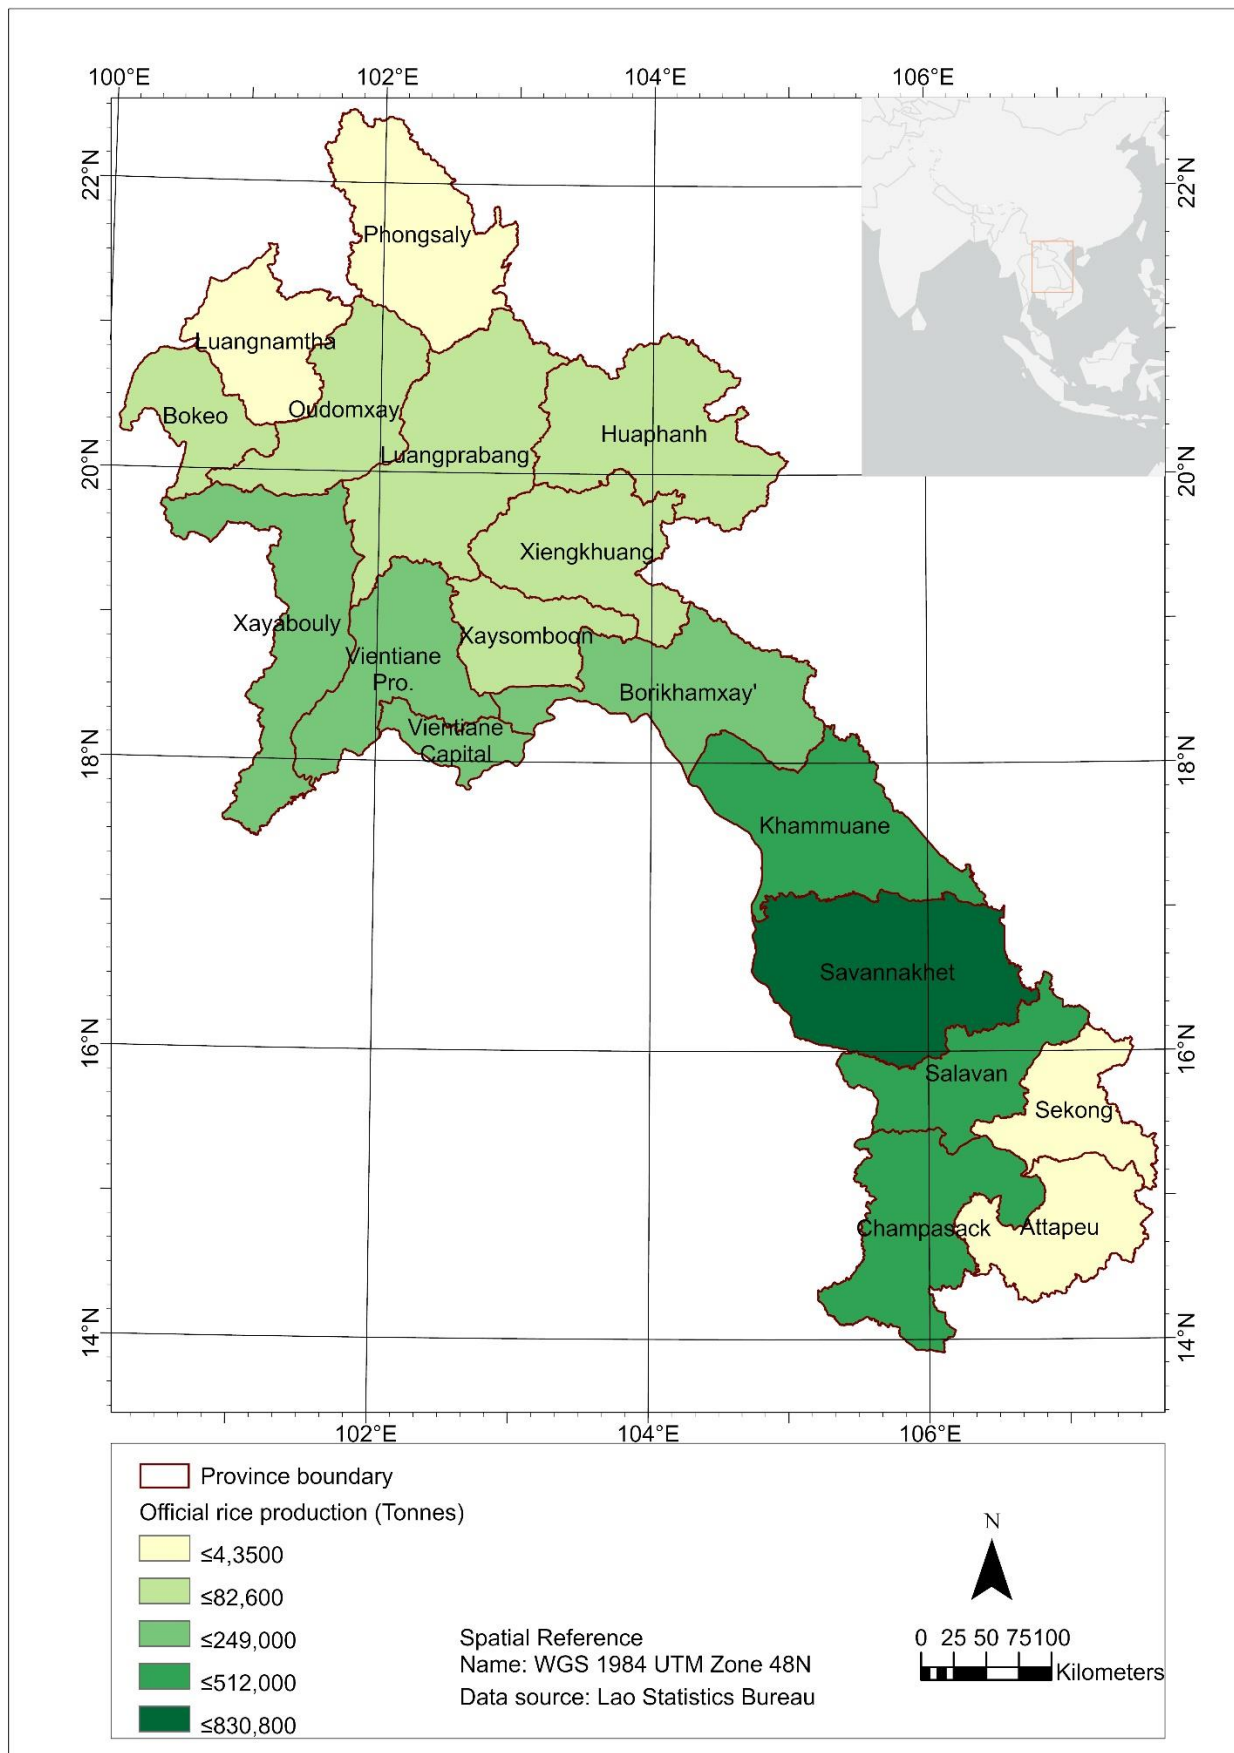 100°E 102°E 104°E 106°E
22°N 22°N
Phongsaly
Luangnamtha
Bokeo
Oudomxay
Huaphanh
Luangprabang
20°N 20°N
Xiengkhuang
Xayabouly
Xaysomboon
Vientiane
Pro.
Borikhamxay'
Vientiane
Capital
18°N 18°N
Khammuane
Savannakhet
16°N 16°N
Salavan
Sekong
Champasack
Attapeu
14°N 14°N
102°E 104°E 106°E
Province boundary
Official rice production (Tonnes)
≤4,3500
≤82,600
≤249,000
≤512,000
≤830,800
Spatial Reference
Name: WGS 1984 UTM Zone 48N
Data source: Lao Statistics Bureau
N
0 25 50 75100
Kilometers